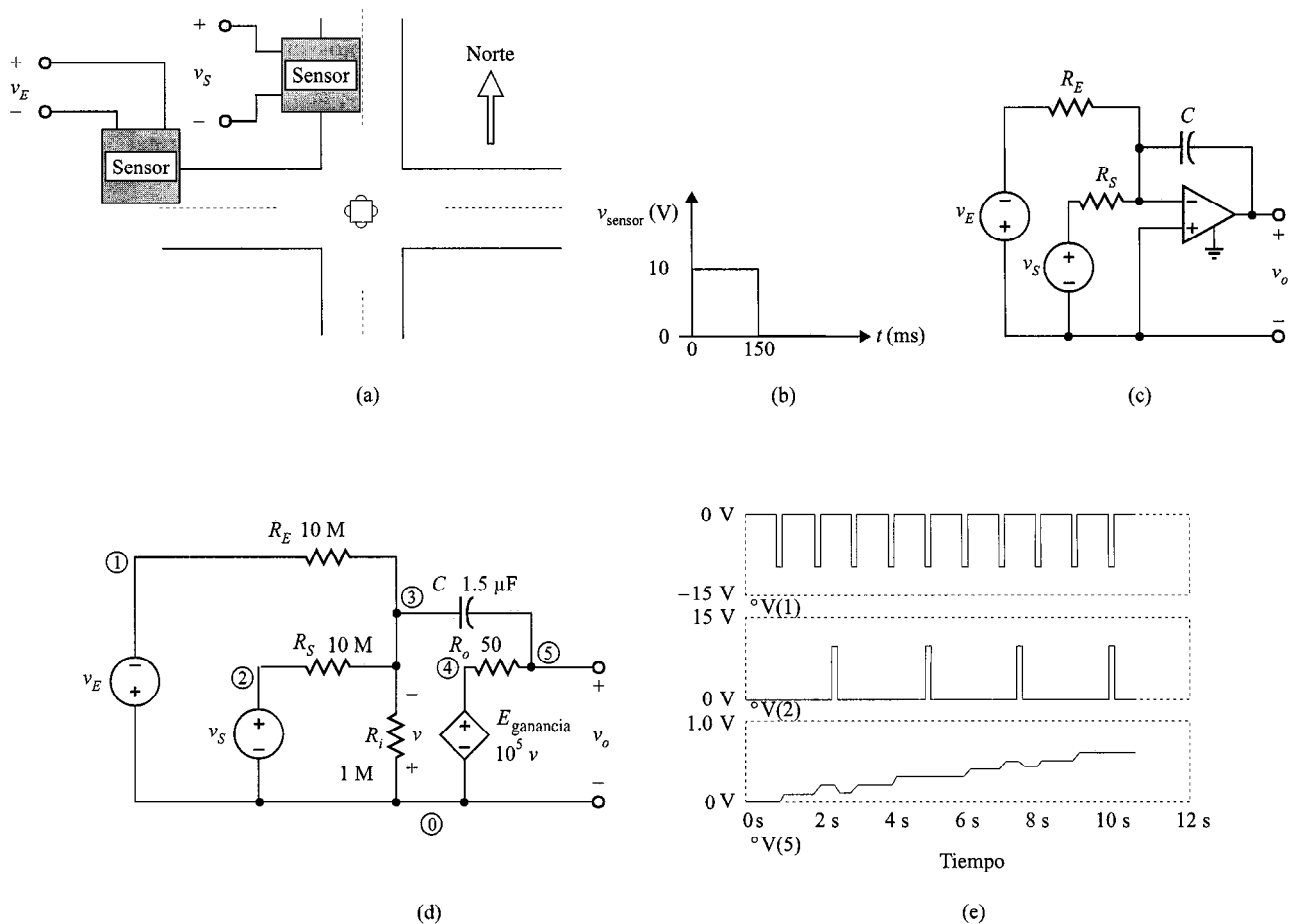 +
v_S
−
Sensor
+
v_E
−
Sensor
Norte
(a)
v_sensor (V)
10
0
0
150
t (ms)
(b)
R_E
C
R_S
−
+
v_E
−
+
v_S
+
−
+
v_o
−
(c)
R_E 10 M
1
C 1.5 µF
3
R_S 10 M
R_o 50
2
4
5
v_E
−
+
v_S
+
−
−
R_i v
+
1 M
+
−
E_ganancia
10^5 v
+
v_o
−
0
(d)
0 V
−15 V
°V(1)
15 V
0 V
°V(2)
1.0 V
0 V
0 s 2 s 4 s 6 s 8 s 10 s 12 s
°V(5)
Tiempo
(e)